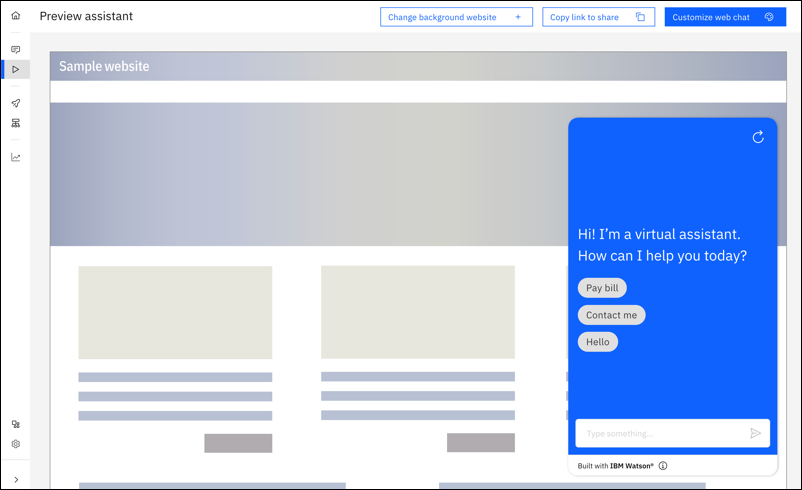 Preview assistant
Change background website +
Copy link to share
Customize web chat
Sample website
Hi! I'm a virtual assistant.
How can I help you today?
Pay bill
Contact me
Hello
Type something...
Built with IBM Watson®